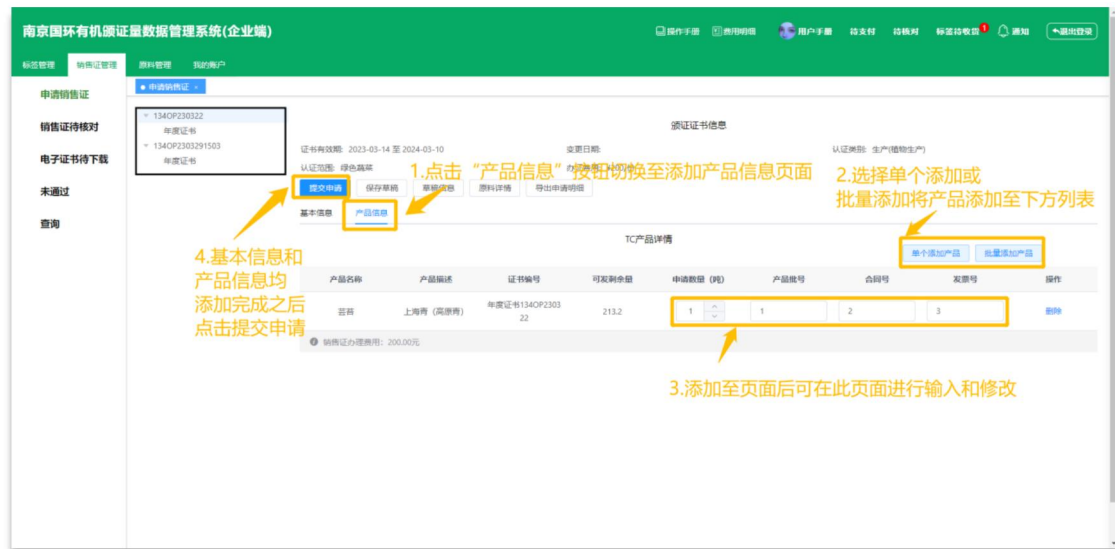 南京国环有机颁证量数据管理系统(企业端)
操作手册 费用明细 用户手册 待支付 待核对 标签待收货 1 通知 退出登录
标签管理 销售证管理 原料管理 我的账户
申请销售证
销售证待核对
电子证书待下载
未通过
查询
申请销售证 ×
134OP230322
年度证书
134OP2303291503
年度证书
颁证证书信息
证书有效期: 2023-03-14 至 2024-03-10 变更日期: 认证类别: 生产(植物生产)
认证范围: 绿色蔬菜
1.点击“产品信息”按钮切换至添加产品信息页面
2.选择单个添加或
批量添加将产品添加至下方列表
提交申请 保存草稿 草稿信息 原料详情 导出申请明细
基本信息 产品信息
TC产品详情
单个添加产品 批量添加产品
4.基本信息和
产品信息均
添加完成之后
点击提交申请
产品名称 产品描述 证书编号 可发剩余量 申请数量(吨) 产品批号 合同号 发票号 操作
芸薹 上海青(高原青) 年度证书134OP2303
22 213.2 1 1 2 3 删除
销售证办理费用: 200.00元
3.添加至页面后可在此页面进行输入和修改